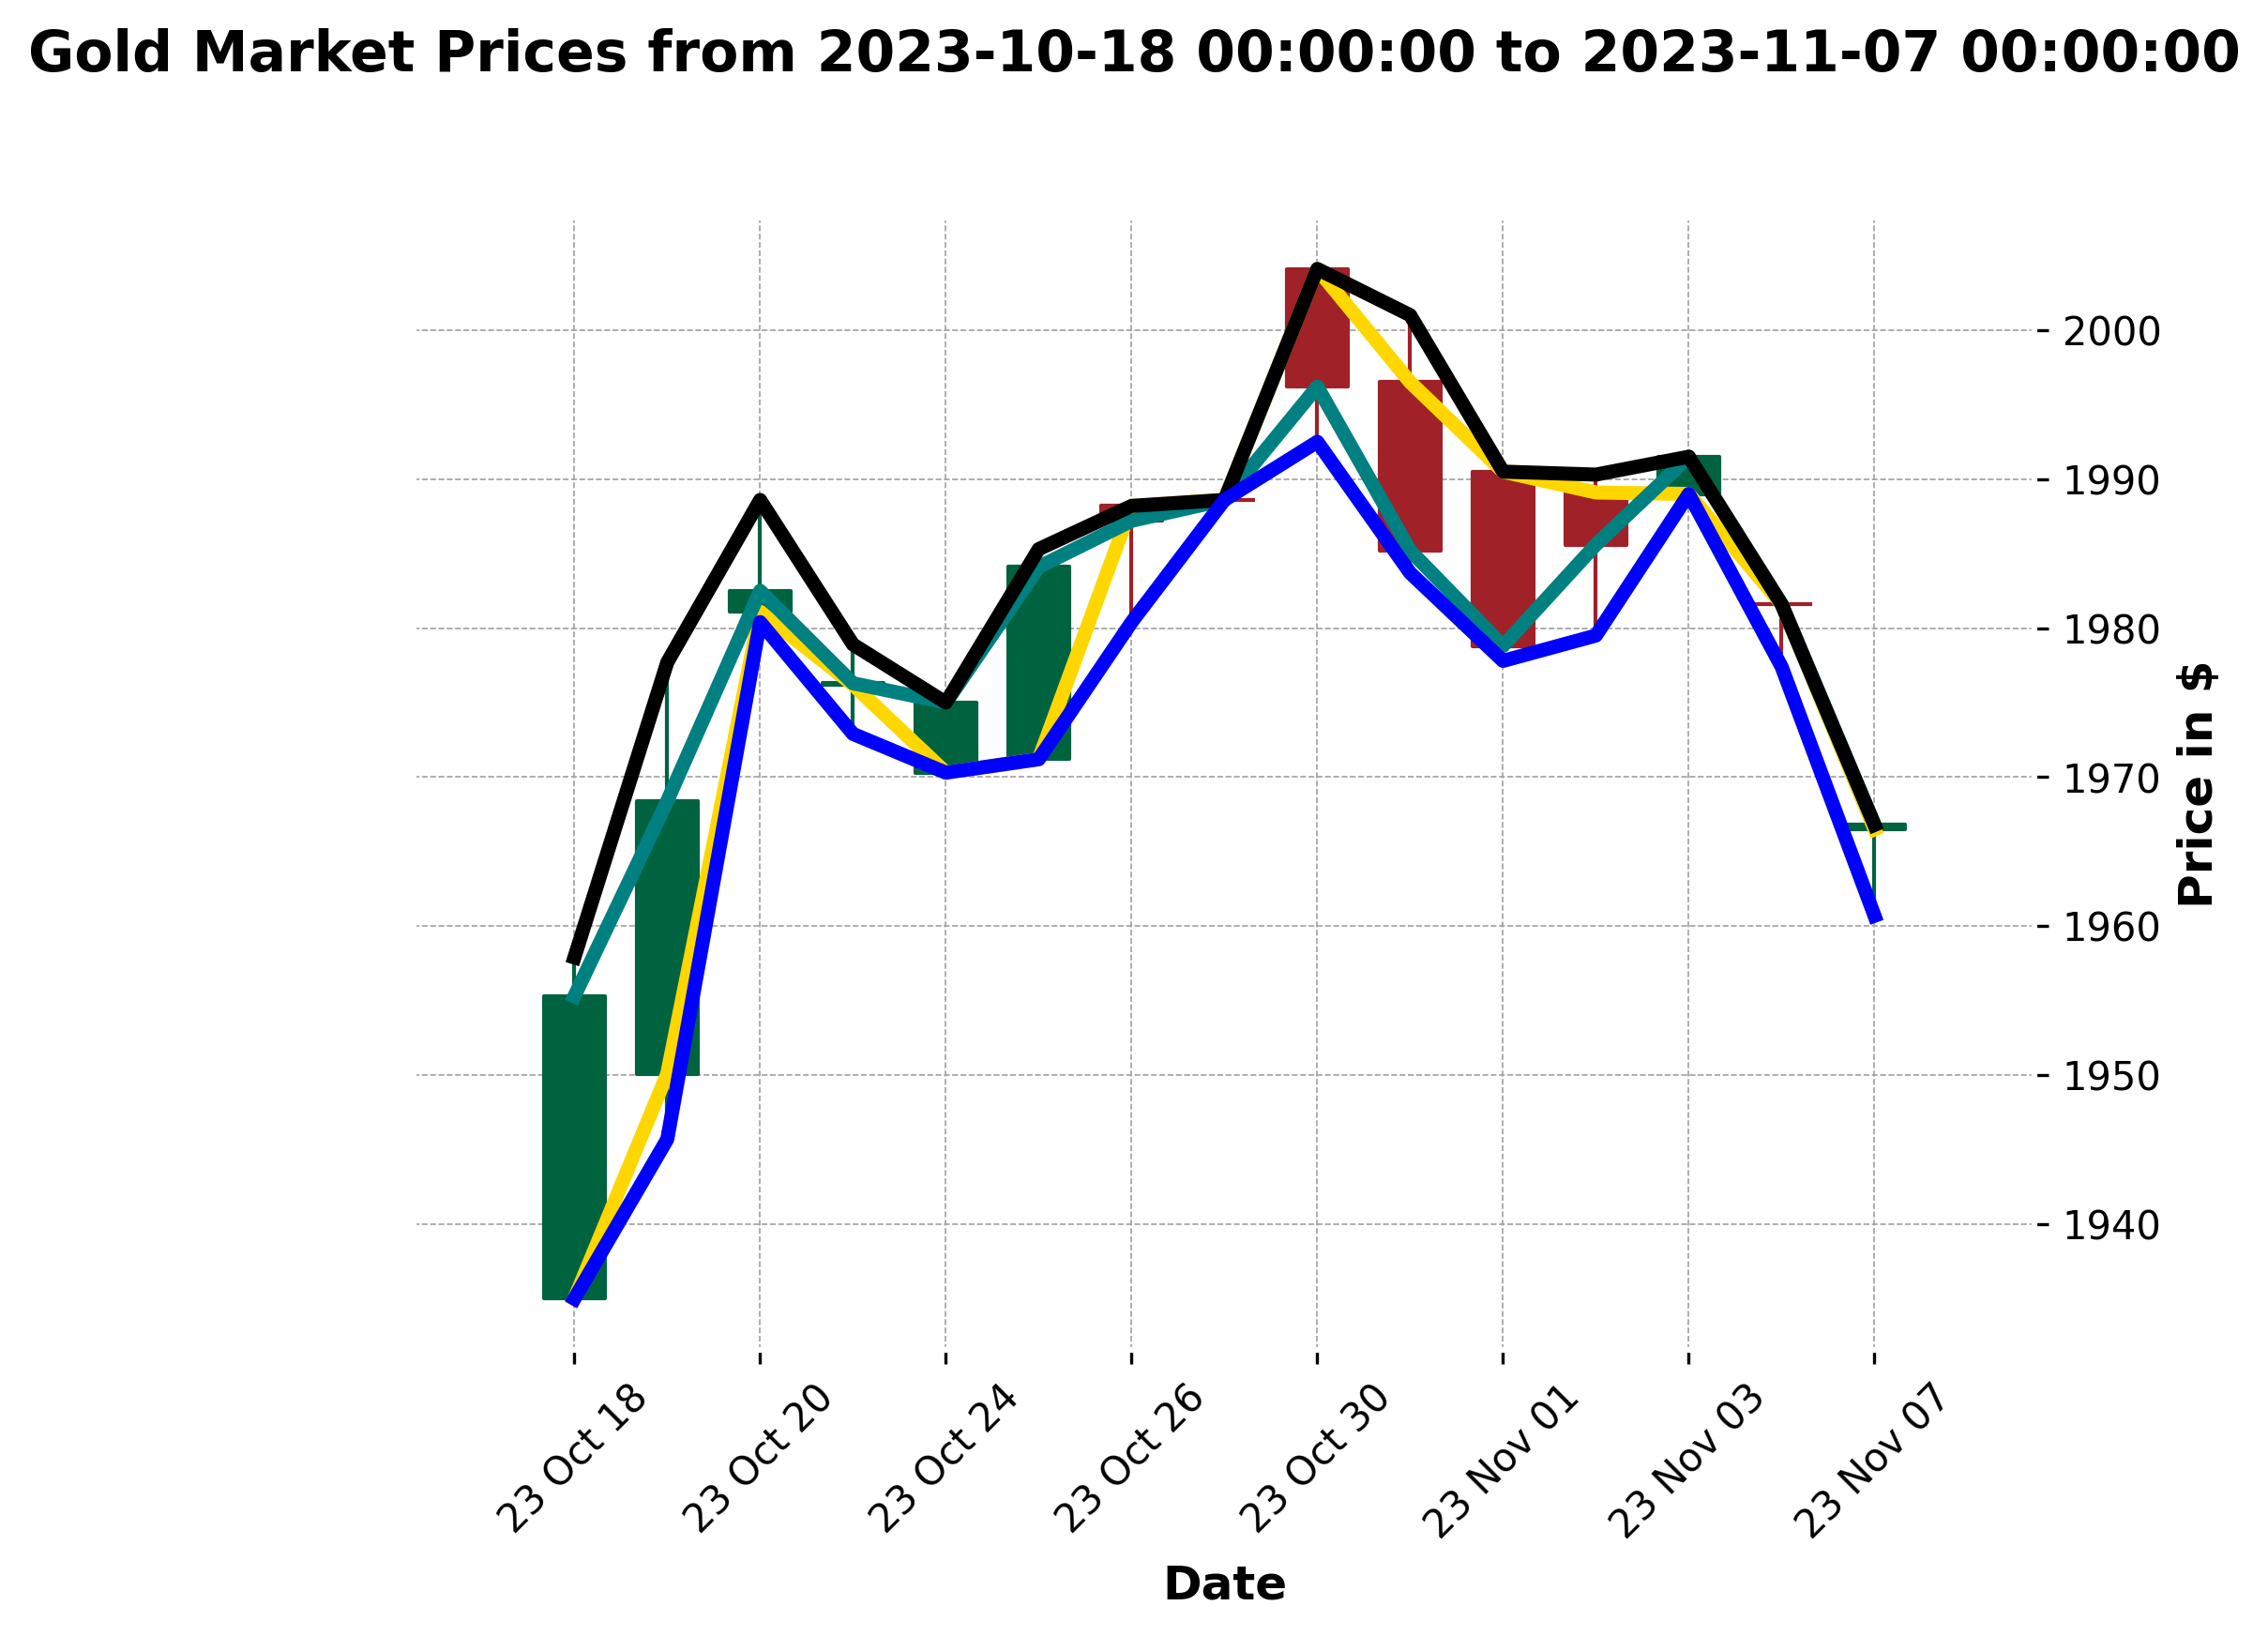 Gold Market Prices from 2023-10-18 00:00:00 to 2023-11-07 00:00:00
2000
1990
1980
1970
1960
1950
1940
Price in $
23 Oct 18
23 Oct 20
23 Oct 24
23 Oct 26
23 Oct 30
23 Nov 01
23 Nov 03
23 Nov 07
Date